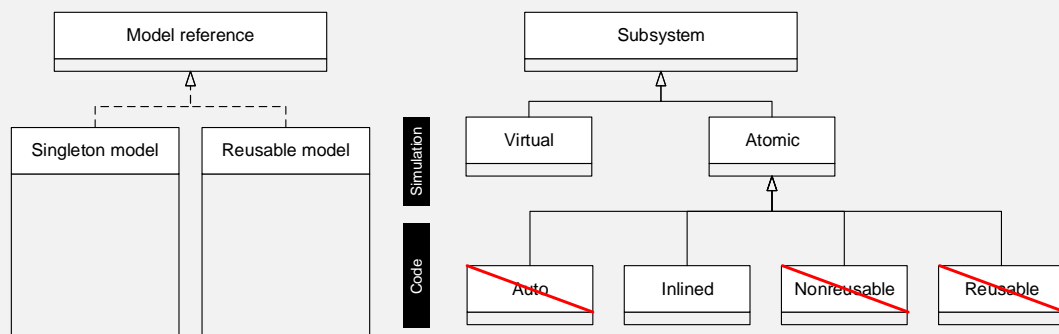 Model reference
Singleton model
Reusable model
Subsystem
Simulation
Virtual
Atomic
Code
Auto
Inlined
Nonreusable
Reusable